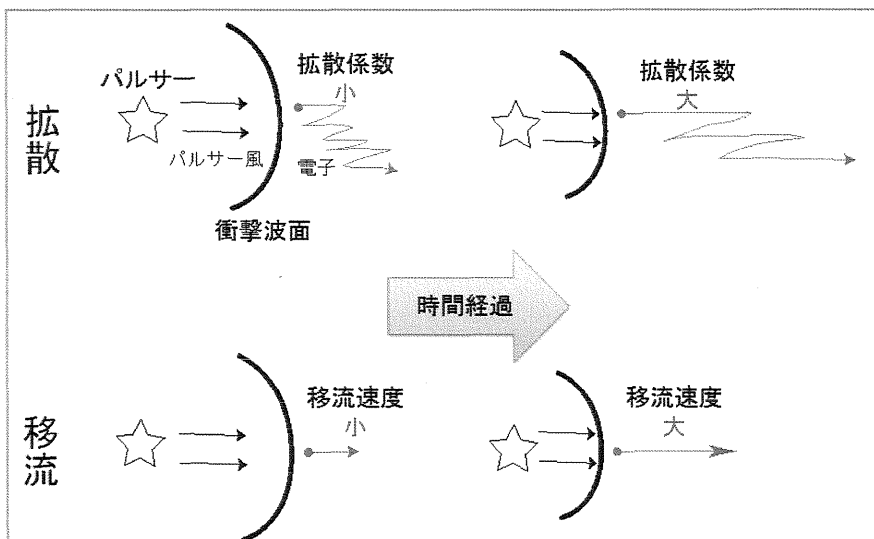 拡散
パルサー
パルサー風
衝撃波面
拡散係数
小
電子
拡散係数
大
時間経過
移流
移流速度
小
移流速度
大